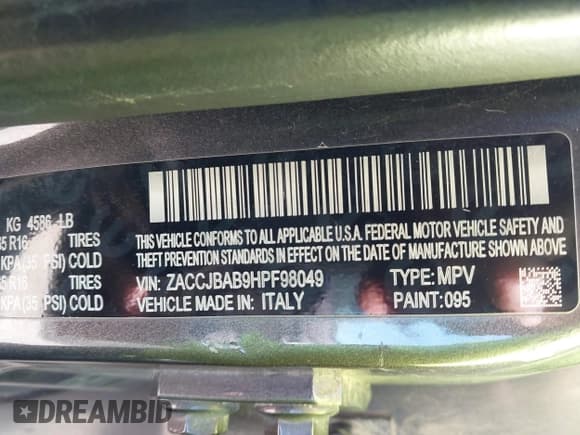 KG 4586 LB
R16 TIRES
KPA(35 PSI) COLD
R16 TIRES
KPA(35 PSI) COLD
THIS VEHICLE CONFORMS TO ALL APPLICABLE U.S.A. FEDERAL MOTOR VEHICLE SAFETY AND
THEFT PREVENTION STANDARDS IN EFFECT ON THE DATE OF MANUFACTURE SHOWN ABOVE.
VIN: ZACCJBAB9HPF98049 TYPE: MPV
VEHICLE MADE IN: ITALY PAINT: 095
DREAMBID